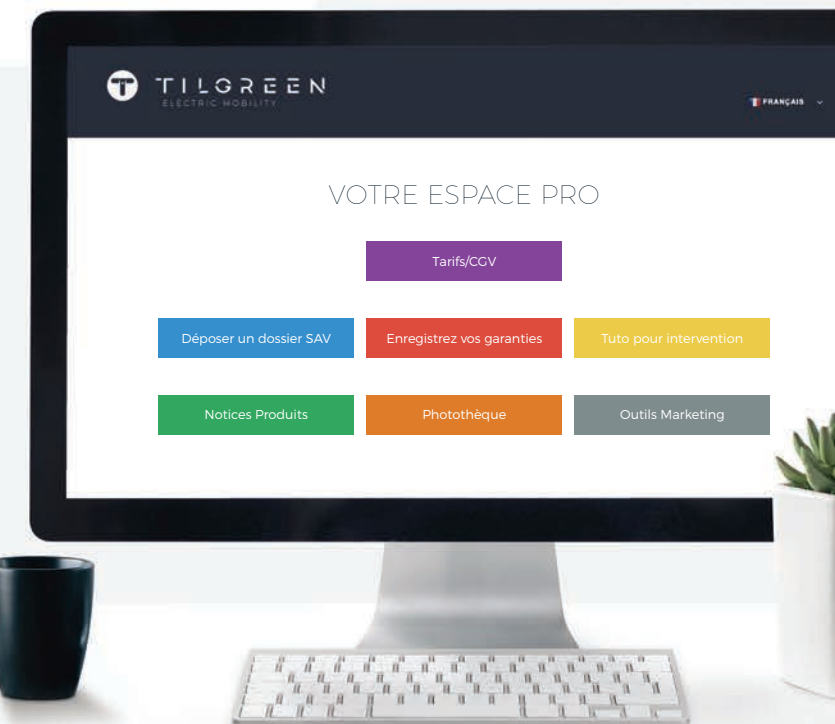 TILGREEN
ELECTRIC MOBILITY
FRANÇAIS
VOTRE ESPACE PRO
Tarifs/CGV
Déposer un dossier SAV
Enregistrez vos garanties
Tuto pour intervention
Notices Produits
Photothèque
Outils Marketing